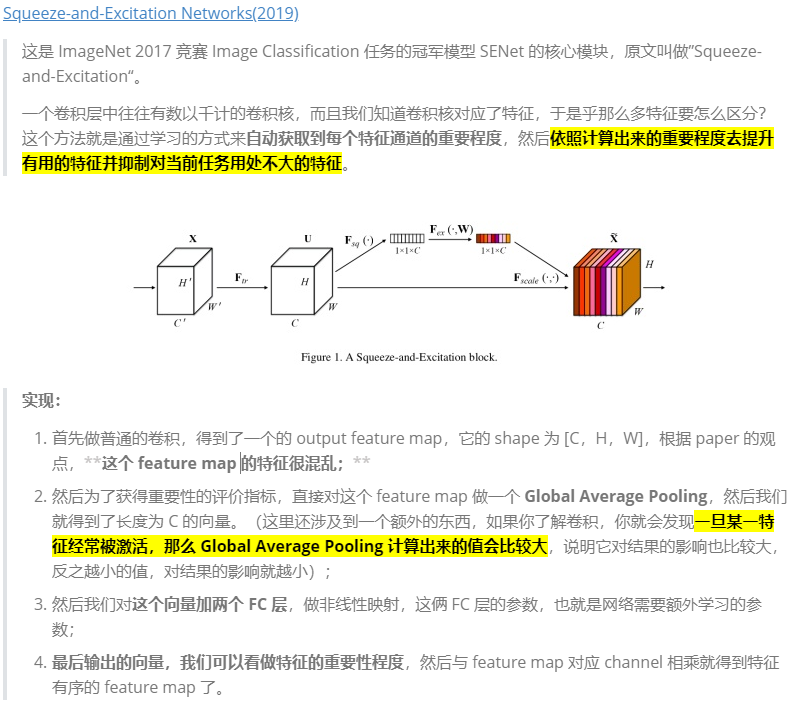 Squeeze-and-Excitation Networks(2019)
这是 ImageNet 2017 竞赛 Image Classification 任务的冠军模型 SENet 的核心模块，原文叫做”Squeeze-
and-Excitation“。
一个卷积层中往往有数以千计的卷积核，而且我们知道卷积核对应了特征，于是乎那么多特征要怎么区分？
这个方法就是通过学习的方式来自动获取到每个特征通道的重要程度，然后依照计算出来的重要程度去提升
有用的特征并抑制对当前任务用处不大的特征。
X
H'
W'
C'
F_tr
U
H
W
C
F_sq (·)
1×1×C
F_ex (·,W)
1×1×C
F_scale (·,·)
X̃
H
W
C
Figure 1. A Squeeze-and-Excitation block.
实现：
1. 首先做普通的卷积，得到了一个的 output feature map，它的 shape 为 [C，H，W]，根据 paper 的观
点，**这个 feature map 的特征很混乱；**
2. 然后为了获得重要性的评价指标，直接对这个 feature map 做一个 Global Average Pooling，然后我们
就得到了长度为 C 的向量。（这里还涉及到一个额外的东西，如果你了解卷积，你就会发现一旦某一特
征经常被激活，那么 Global Average Pooling 计算出来的值会比较大，说明它对结果的影响也比较大，
反之越小的值，对结果的影响就越小）；
3. 然后我们对这个向量加两个 FC 层，做非线性映射，这俩 FC 层的参数，也就是网络需要额外学习的参
数；
4. 最后输出的向量，我们可以看做特征的重要性程度，然后与 feature map 对应 channel 相乘就得到特征
有序的 feature map 了。